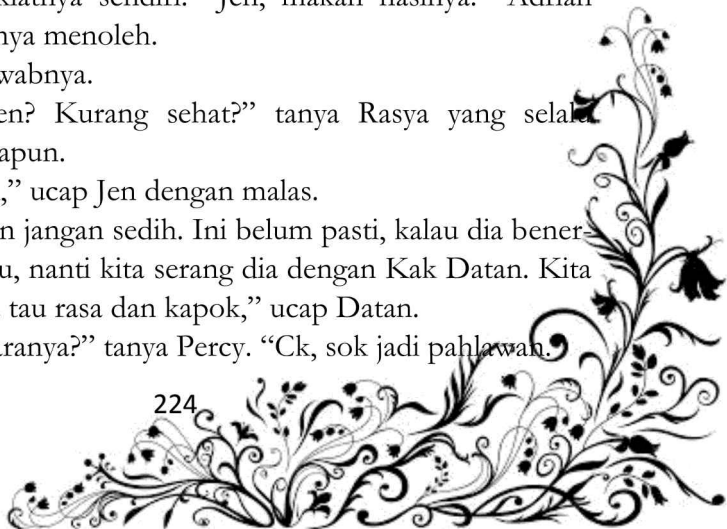 sendiri. “Jen, makan nasinya.” Adrian
nya menoleh.
wabnya.
en? Kurang sehat?” tanya Rasya yang selalu
apun.
,” ucap Jen dengan malas.
n jangan sedih. Ini belum pasti, kalau dia bener-
u, nanti kita serang dia dengan Kak Datan. Kita
tau rasa dan kapok,” ucap Datan.
aranya?” tanya Percy. “Ck, sok jadi pahlawan.”
224